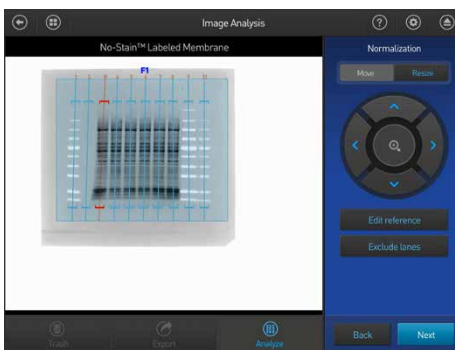 Image Analysis
No-Stain™ Labeled Membrane
Normalization
F1
Move
Resize
Edit reference
Exclude lanes
Trash
Export
Analyze
Back
Next